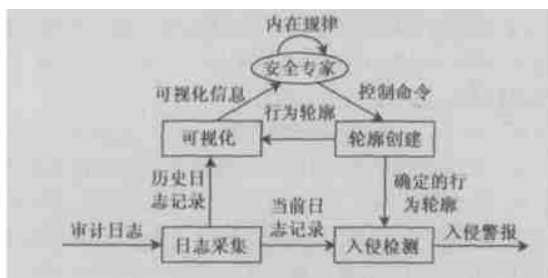 内在规律
安全专家
可视化信息
控制命令
行为轮廓
可视化
轮廓创建
历史日
志记录
确定的行
为轮廓
当前日
志记录
审计日志
日志采集
入侵检测
入侵警报